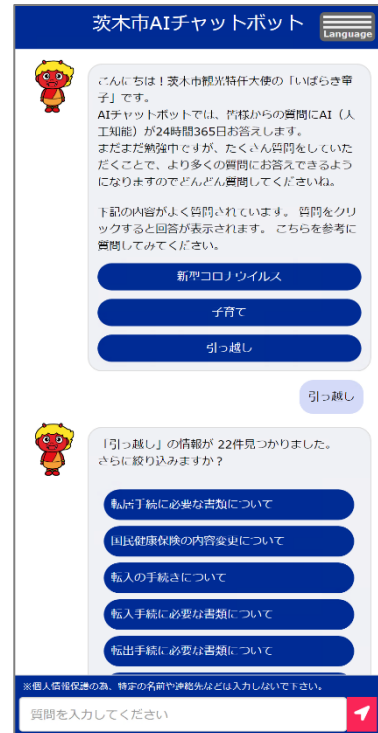 茨木市AIチャットボット
Language
こんにちは！茨木市観光特任大使の「いばらき童
子」です。
AIチャットボットでは、皆様からの質問にAI（人
工知能）が24時間365日お答えします。
まだまだ勉強中ですが、たくさん質問をしていた
だくことで、より多くの質問にお答えできるよう
になりますのでどんどん質問してくださいね。
下記の内容がよく質問されています。 質問をクリ
ックすると回答が表示されます。 こちらを参考に
質問してみてください。
新型コロナウイルス
子育て
引っ越し
引っ越し
「引っ越し」の情報が 22件見つかりました。
さらに絞り込みますか？
転居手続に必要な書類について
国民健康保険の内容変更について
転入の手続きについて
転入手続に必要な書類について
転出手続に必要な書類について
※個人情報保護の為、特定の名前や連絡先などは入力しないで下さい。
質問を入力してください